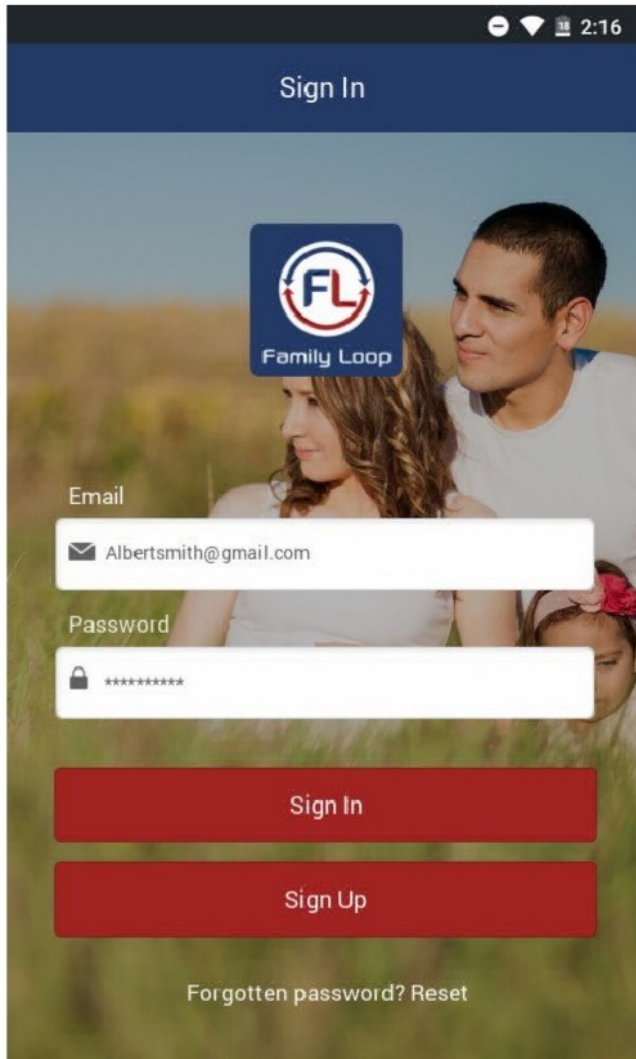 2:16
Sign In
FL
Family Loop
Email
Albertsmith@gmail.com
Password
**********
Sign In
Sign Up
Forgotten password? Reset